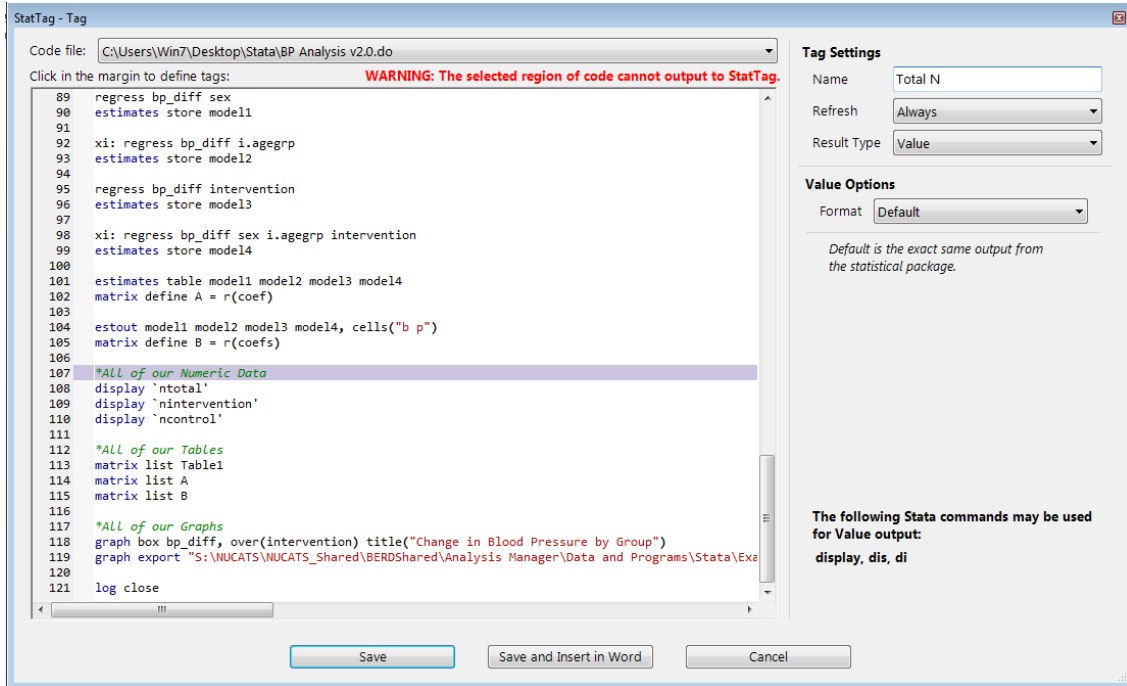 StatTag - Tag
Code file: C:\Users\Win7\Desktop\Stata\BP Analysis v2.0.do
Click in the margin to define tags: WARNING: The selected region of code cannot output to StatTag.
89 regress bp_diff sex
90 estimates store model1
91
92 xi: regress bp_diff i.agegrp
93 estimates store model2
94
95 regress bp_diff intervention
96 estimates store model3
97
98 xi: regress bp_diff sex i.agegrp intervention
99 estimates store model4
100
101 estimates table model1 model2 model3 model4
102 matrix define A = r(coef)
103
104 estout model1 model2 model3 model4, cells("b p")
105 matrix define B = r(coefs)
106
107 *All of our Numeric Data
108 display `ntotal'
109 display `nintervention'
110 display `ncontrol'
111
112 *All of our Tables
113 matrix list Table1
114 matrix list A
115 matrix list B
116
117 *All of our Graphs
118 graph box bp_diff, over(intervention) title("Change in Blood Pressure by Group")
119 graph export "S:\NUCATS\NUCATS_Shared\BERDShared\Analysis Manager\Data and Programs\Stata\Exa
120
121 log close
Tag Settings
Name Total N
Refresh Always
Result Type Value
Value Options
Format Default
Default is the exact same output from
the statistical package.
The following Stata commands may be used
for Value output:
display, dis, di
Save
Save and Insert in Word
Cancel